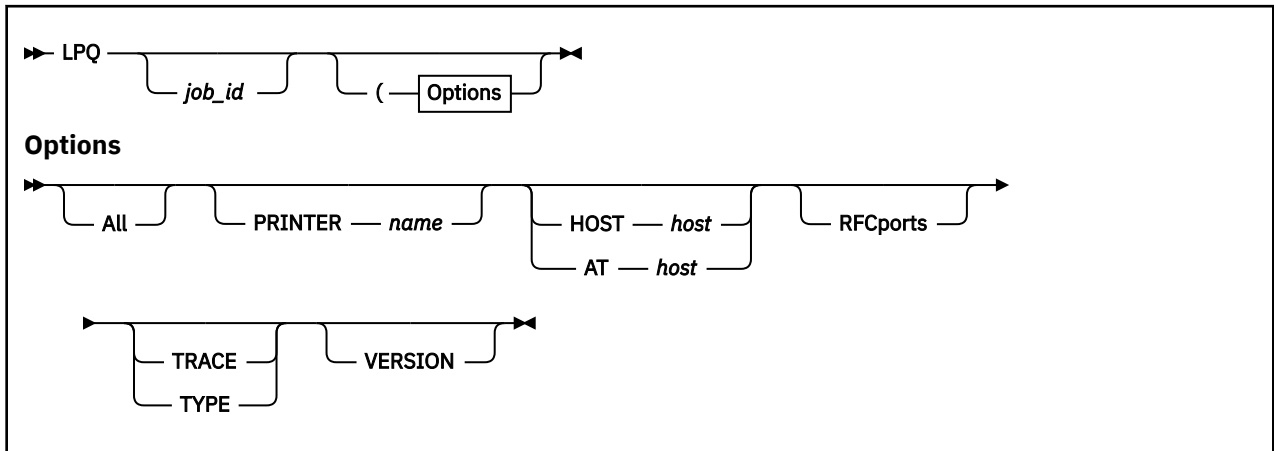 LPQ
job_id ( Options
Options
All PRINTER name HOST host RFCports
AT host
TRACE VERSION
TYPE